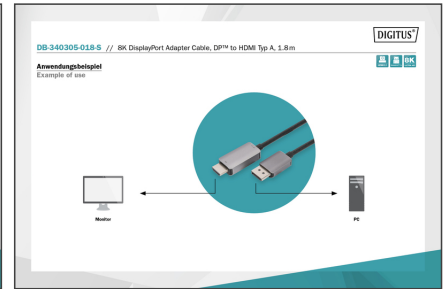 DIGITUS®
DB-340305-018-S // 8K DisplayPort Adapter Cable, DP™ to HDMI Typ A, 1.8m
8K
Anwendungsbeispiel
Example of use
Monitor
PC